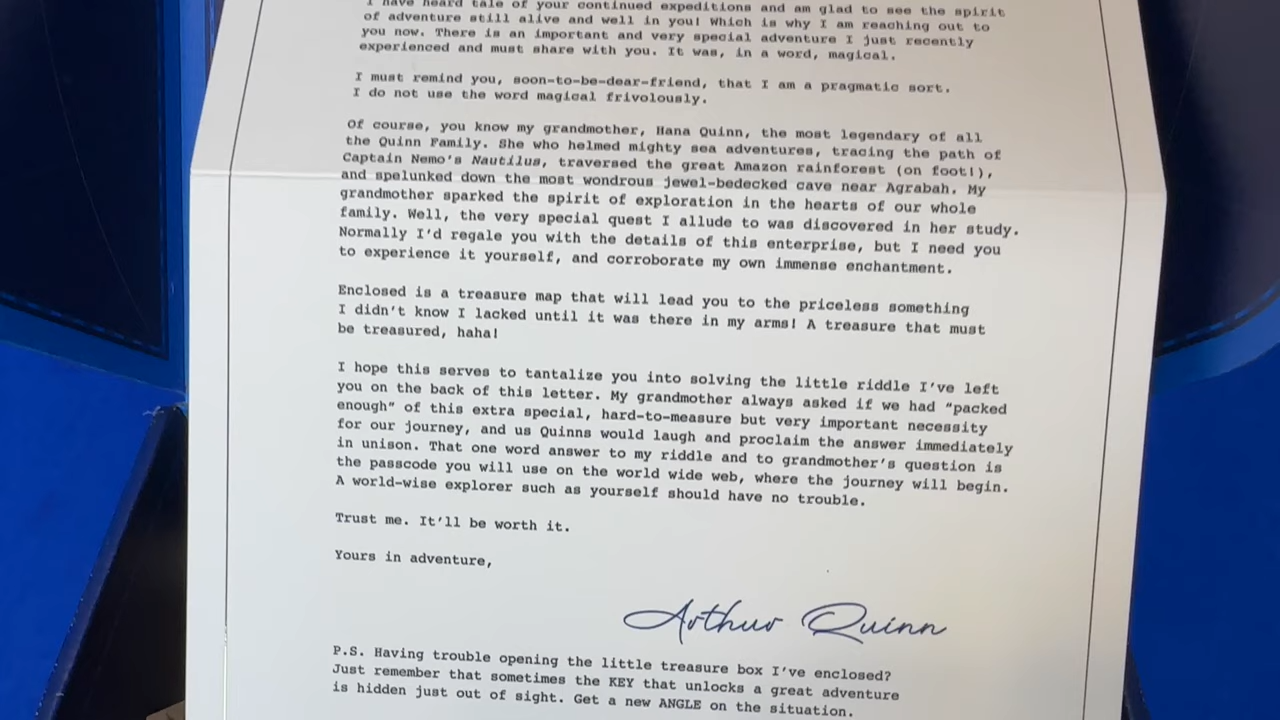 I have heard tale of your continued expeditions and am glad to see the spirit
of adventure still alive and well in you! Which is why I am reaching out to
you now. There is an important and very special adventure I just recently
experienced and must share with you. It was, in a word, magical.
I must remind you, soon-to-be-dear-friend, that I am a pragmatic sort.
I do not use the word magical frivolously.
Of course, you know my grandmother, Hana Quinn, the most legendary of all
the Quinn Family. She who helmed mighty sea adventures, tracing the path of
Captain Nemo's Nautilus, traversed the great Amazon rainforest (on foot!),
and spelunked down the most wondrous jewel-bedecked cave near Agrabah. My
grandmother sparked the spirit of exploration in the hearts of our whole
family. Well, the very special quest I allude to was discovered in her study.
Normally I'd regale you with the details of this enterprise, but I need you
to experience it yourself, and corroborate my own immense enchantment.
Enclosed is a treasure map that will lead you to the priceless something
I didn't know I lacked until it was there in my arms! A treasure that must
be treasured, haha!
I hope this serves to tantalize you into solving the little riddle I've left
you on the back of this letter. My grandmother always asked if we had "packed
enough" of this extra special, hard-to-measure but very important necessity
for our journey, and us Quinns would laugh and proclaim the answer immediately
in unison. That one word answer to my riddle and to grandmother's question is
the passcode you will use on the world wide web, where the journey will begin.
A world-wise explorer such as yourself should have no trouble.
Trust me. It'll be worth it.
Yours in adventure,
Arthur Quinn
P.S. Having trouble opening the little treasure box I've enclosed?
Just remember that sometimes the KEY that unlocks a great adventure
is hidden just out of sight. Get a new ANGLE on the situation.